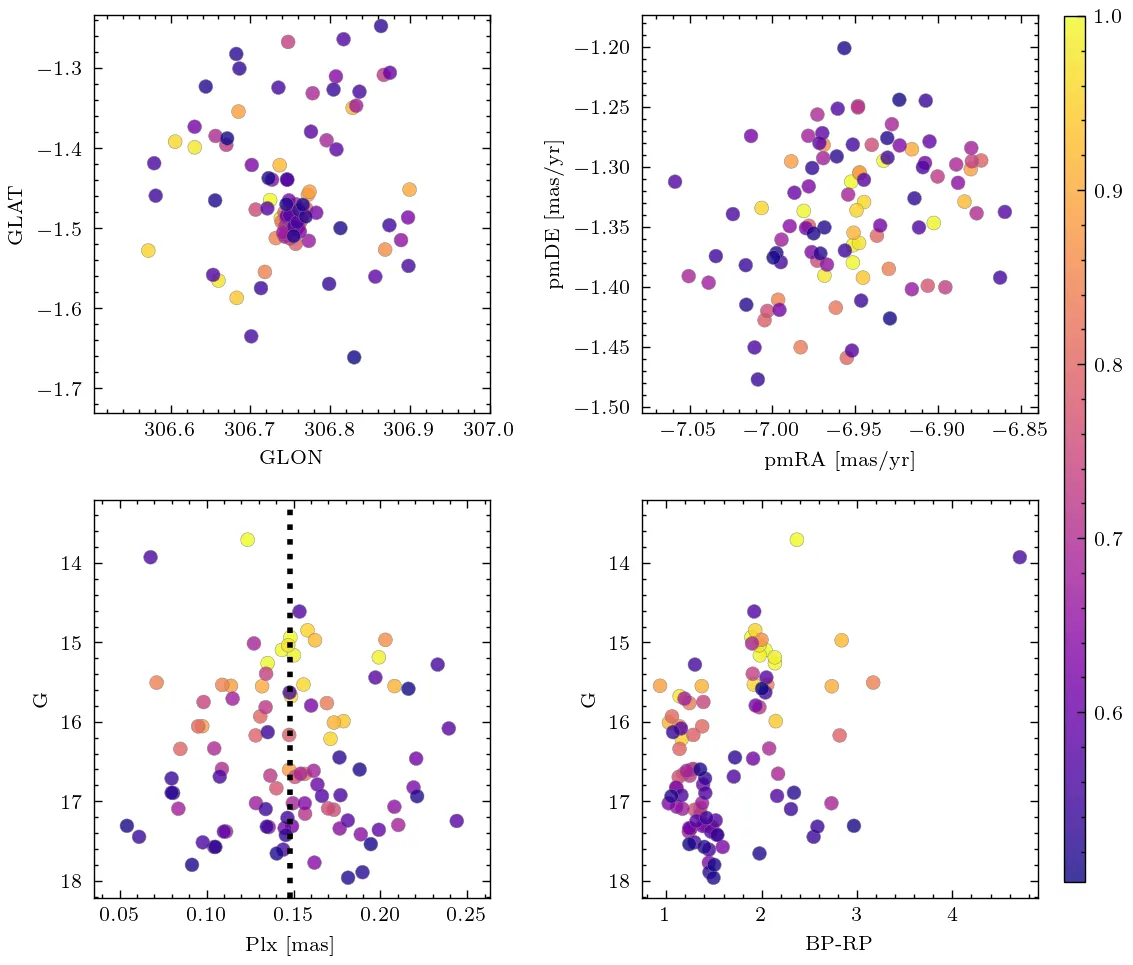 −1.3
−1.4
−1.5
−1.6
−1.7
GLAT
306.6 306.7 306.8 306.9 307.0
GLON
−1.20
−1.25
−1.30
−1.35
−1.40
−1.45
−1.50
pmDE [mas/yr]
−7.05 −7.00 −6.95 −6.90 −6.85
pmRA [mas/yr]
14
15
16
17
18
G
0.05 0.10 0.15 0.20 0.25
Plx [mas]
14
15
16
17
18
G
1 2 3 4
BP-RP
1.0
0.9
0.8
0.7
0.6